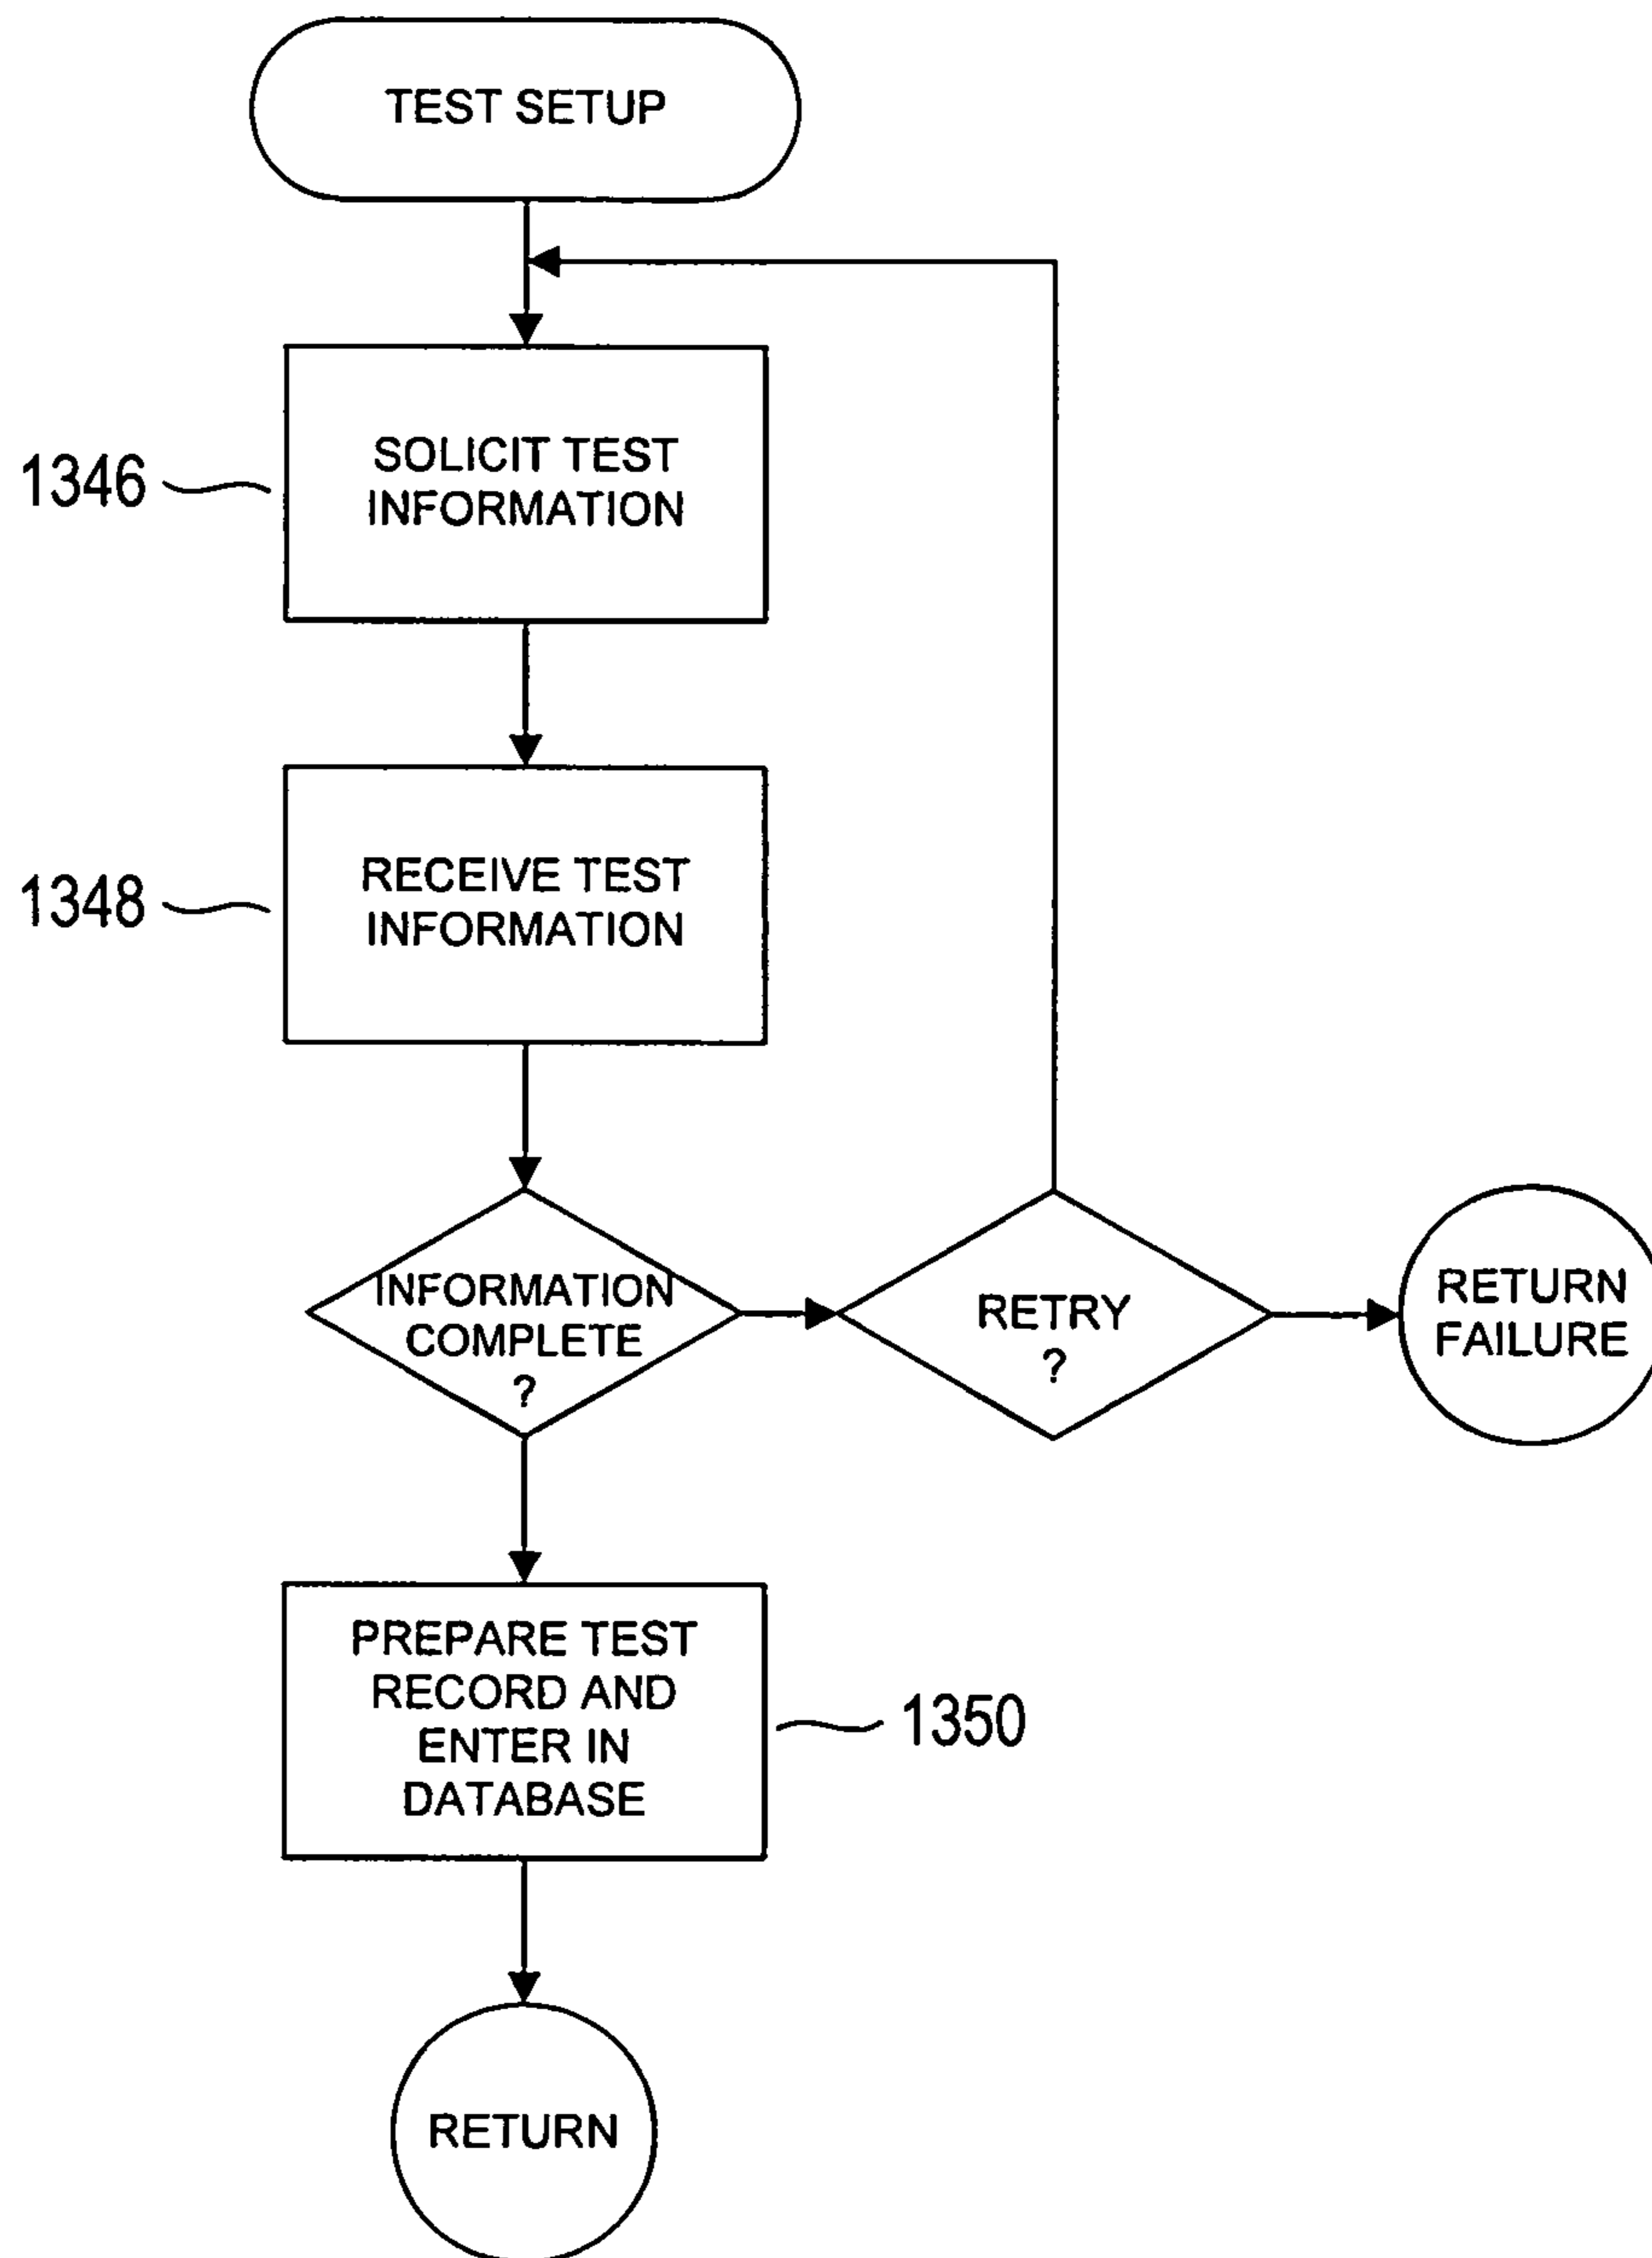 TEST SETUP
1346
SOLICIT TEST
INFORMATION
1348
RECEIVE TEST
INFORMATION
INFORMATION
COMPLETE
?
RETRY
?
RETURN
FAILURE
PREPARE TEST
RECORD AND
ENTER IN
DATABASE
1350
RETURN